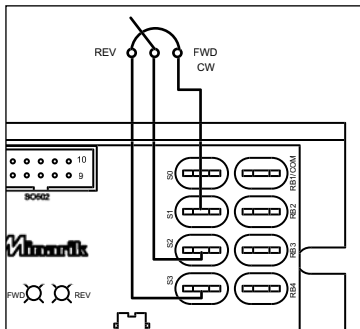 REV FWD
CW
10
9
SO502
S0
RB1/COM
S1
RB2
Minarik
S2
RB3
S3
RB4
FWD REV